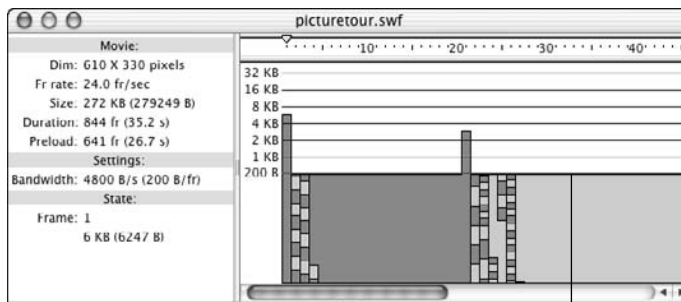 picturetour.swf
Movie:
Dim: 610 X 330 pixels
Fr rate: 24.0 fr/sec
Size: 272 KB (279249 B)
Duration: 844 fr (35.2 s)
Preload: 641 fr (26.7 s)
Settings:
Bandwidth: 4800 B/s (200 B/fr)
State:
Frame: 1
6 KB (6247 B)
10 20 30 40
32 KB
16 KB
8 KB
4 KB
2 KB
1 KB
200 B